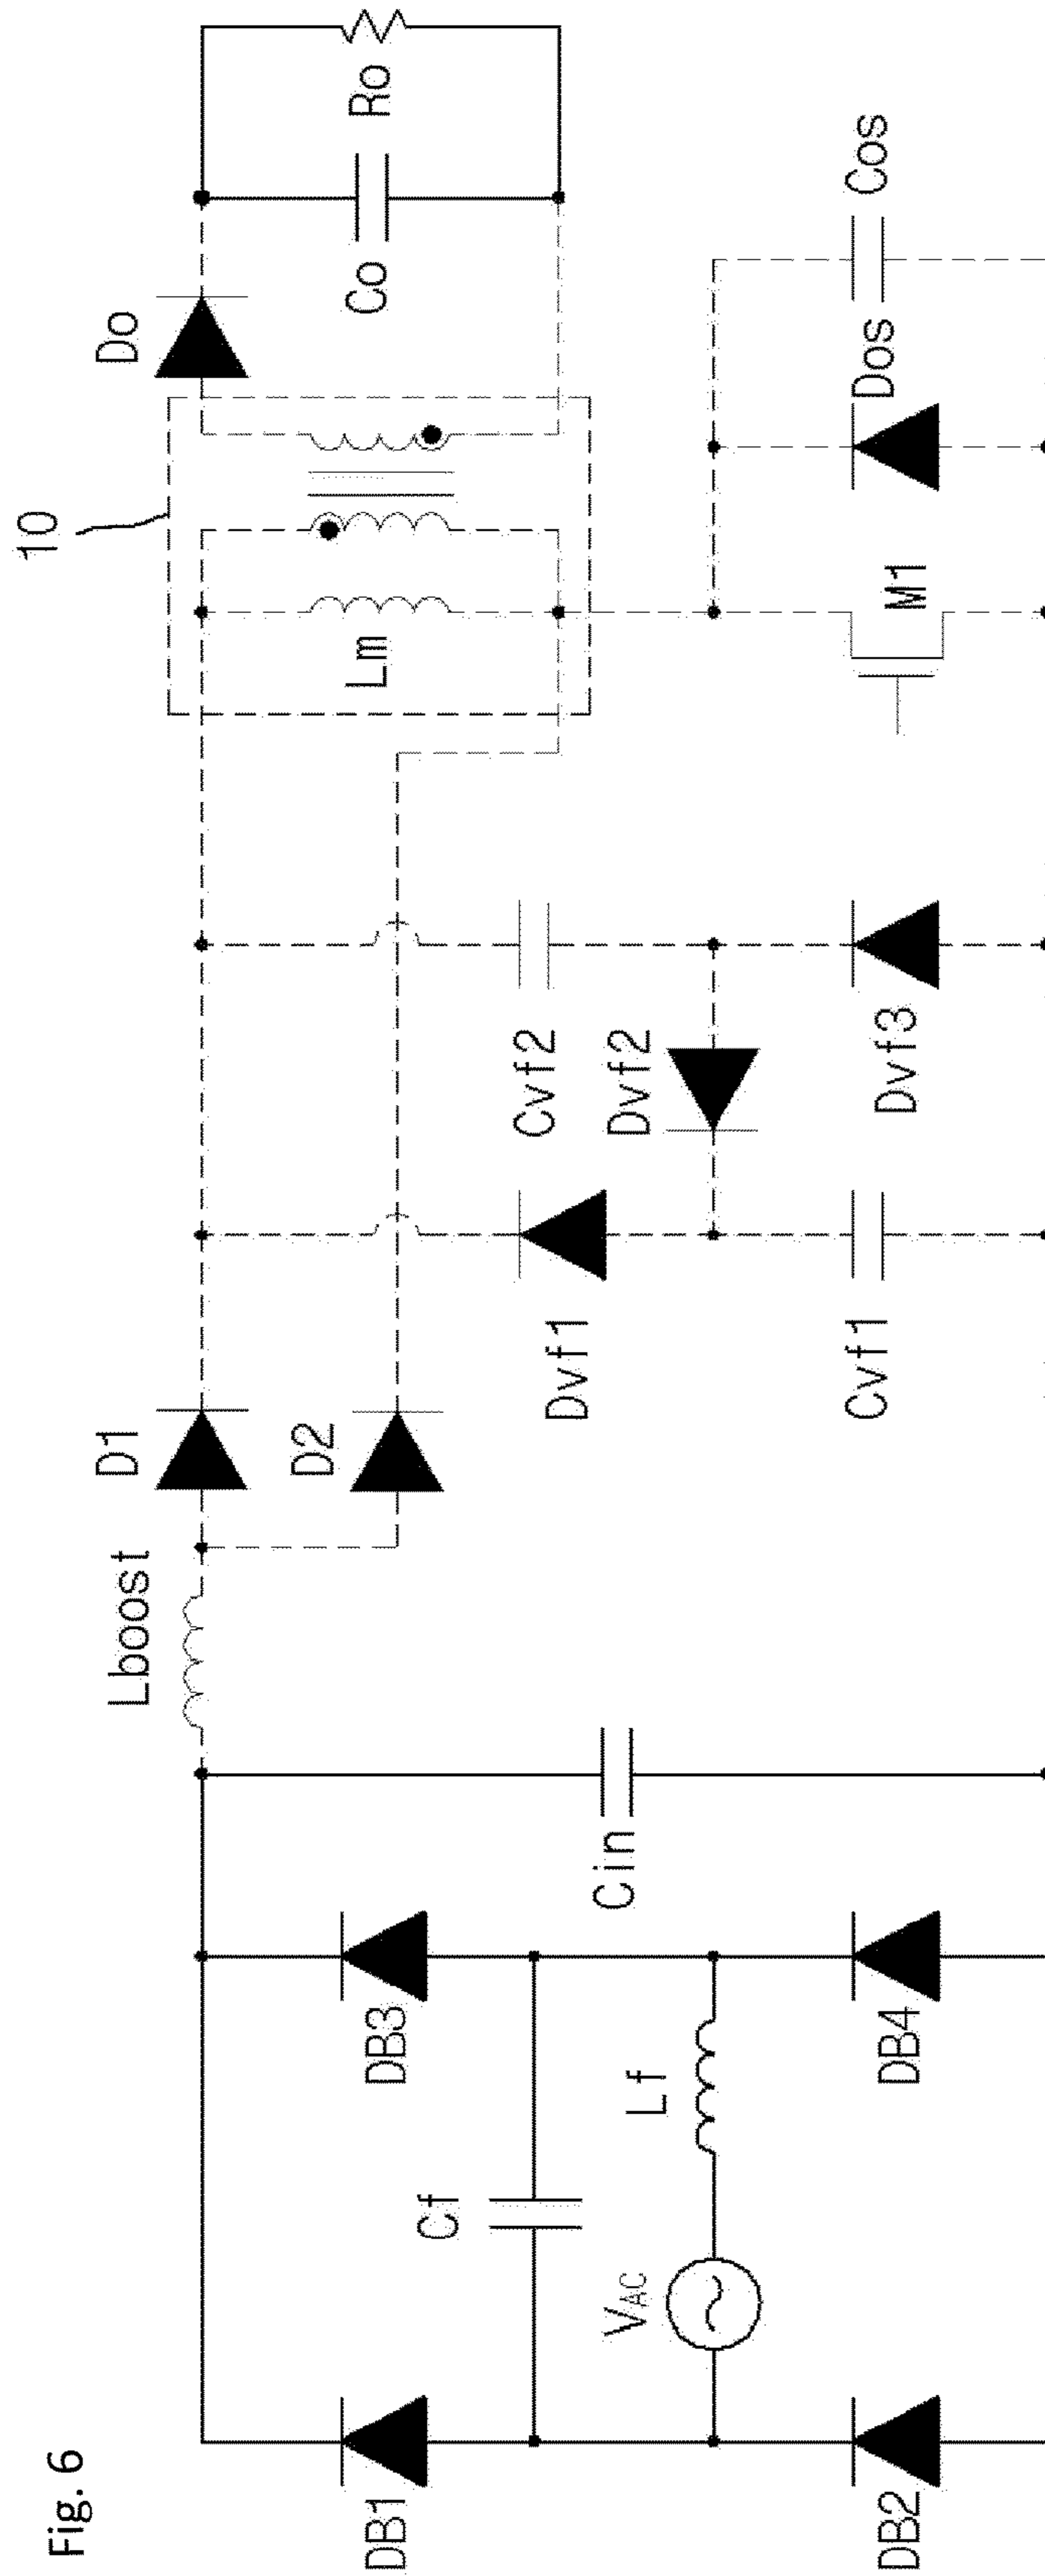 Fig. 6
DB1
DB2
Cf
VAC
Lf
DB3
DB4
Cin
Lboost
D1
D2
Dvf1
Cvf1
Cvf2
Dvf2
Dvf3
10
Lm
M1
Do
Dos
Cos
Co
Ro